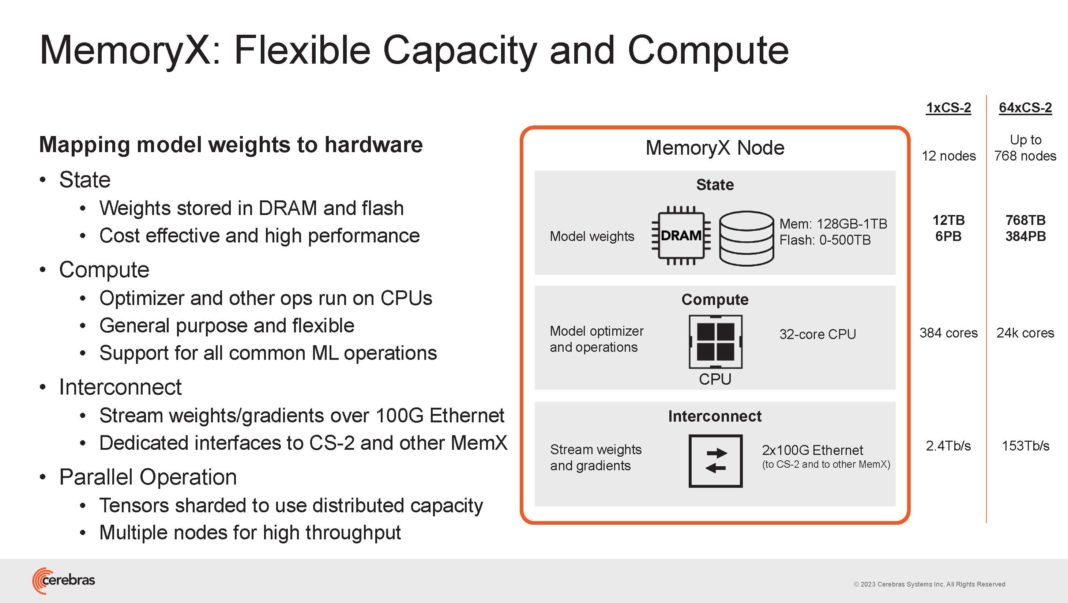 MemoryX: Flexible Capacity and Compute
Mapping model weights to hardware
• State
• Weights stored in DRAM and flash
• Cost effective and high performance
• Compute
• Optimizer and other ops run on CPUs
• General purpose and flexible
• Support for all common ML operations
• Interconnect
• Stream weights/gradients over 100G Ethernet
• Dedicated interfaces to CS-2 and other MemX
• Parallel Operation
• Tensors sharded to use distributed capacity
• Multiple nodes for high throughput
MemoryX Node
State
Model weights
DRAM
Mem: 128GB-1TB
Flash: 0-500TB
Compute
Model optimizer
and operations
32-core CPU
CPU
Interconnect
Stream weights
and gradients
2x100G Ethernet
(to CS-2 and to other MemX)
1xCS-2
12 nodes
12TB
6PB
384 cores
2.4Tb/s
64xCS-2
Up to
768 nodes
768TB
384PB
24k cores
153Tb/s
cerebras
© 2023 Cerebras Systems Inc. All Rights Reserved